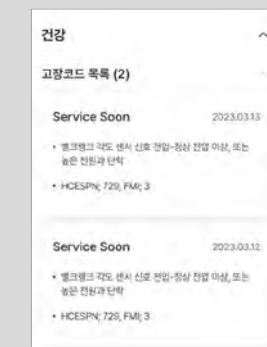 건강
고장코드 목록 (2)
Service Soon 2023.03.13
• 벨크랭크 각도 센서 신호 전압-정상 전압 이상, 또는
높은 전원과 단락
• HCESPN; 729, FMI; 3
Service Soon 2023.03.12
• 벨크랭크 각도 센서 신호 전압-정상 전압 이상, 또는
높은 전원과 단락
• HCESPN; 729, FMI; 3